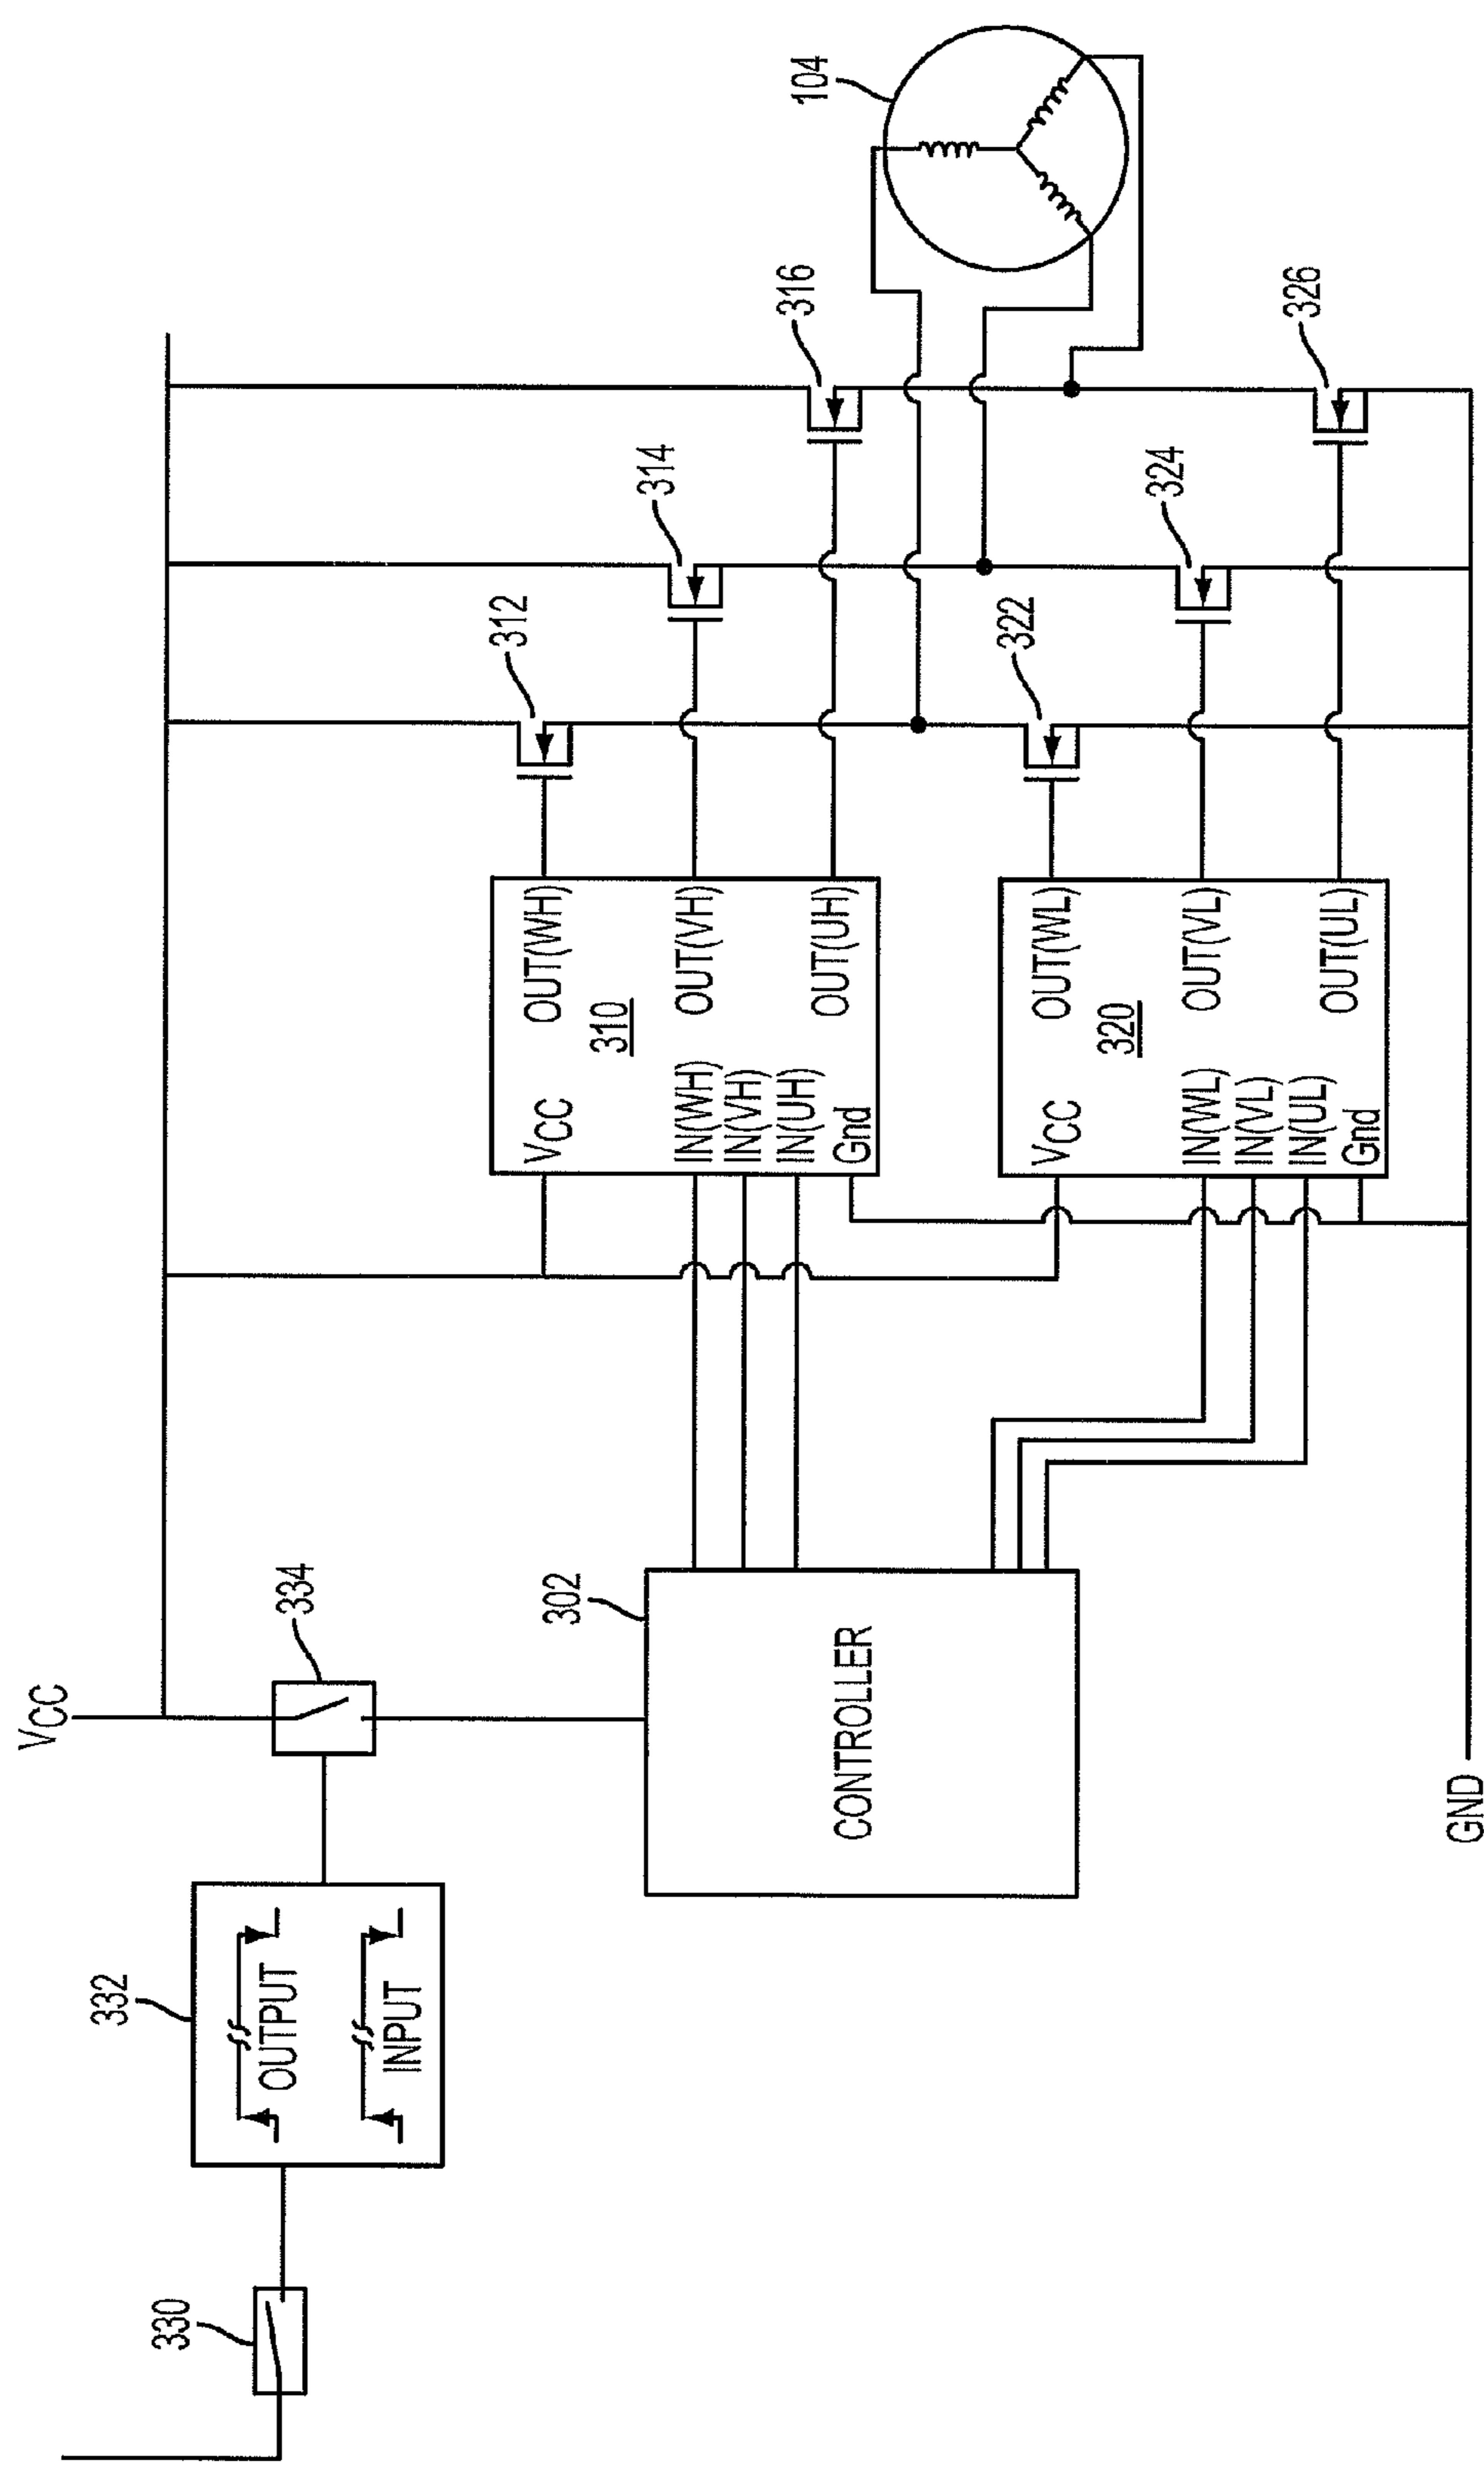 330
332
OUTPUT
INPUT
VCC
334
302
CONTROLLER
GND
310
VCC
IN(WH)
IN(VH)
IN(UH)
Gnd
OUT(WH)
OUT(VH)
OUT(UH)
320
VCC
IN(WL)
IN(VL)
IN(UL)
Gnd
OUT(WL)
OUT(VL)
OUT(UL)
312
314
316
322
324
326
104